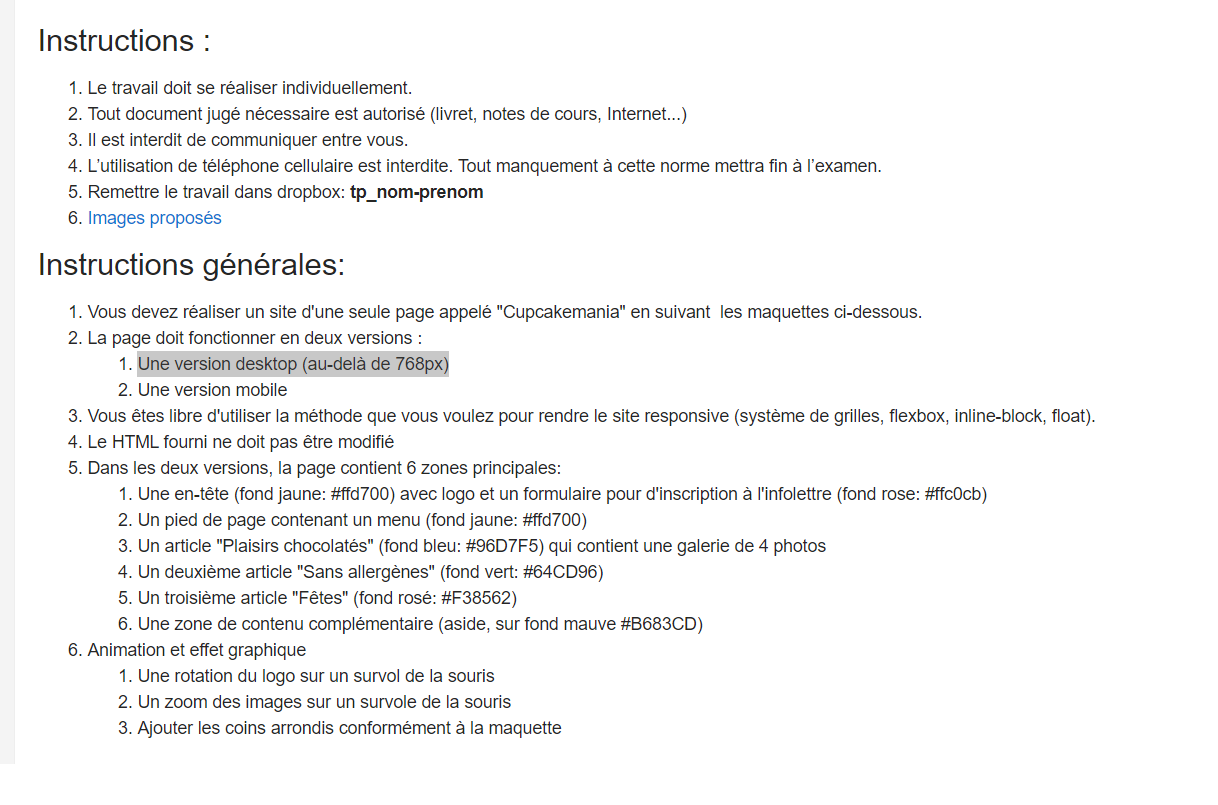 Instructions :
1. Le travail doit se réaliser individuellement.
2. Tout document jugé nécessaire est autorisé (livret, notes de cours, Internet...)
3. Il est interdit de communiquer entre vous.
4. L’utilisation de téléphone cellulaire est interdite. Tout manquement à cette norme mettra fin à l’examen.
5. Remettre le travail dans dropbox: tp_nom-prenom
6. Images proposés
Instructions générales:
1. Vous devez réaliser un site d'une seule page appelé "Cupcakemania" en suivant  les maquettes ci-dessous.
2. La page doit fonctionner en deux versions :
1. Une version desktop (au-delà de 768px)
2. Une version mobile
3. Vous êtes libre d'utiliser la méthode que vous voulez pour rendre le site responsive (système de grilles, flexbox, inline-block, float).
4. Le HTML fourni ne doit pas être modifié
5. Dans les deux versions, la page contient 6 zones principales:
1. Une en-tête (fond jaune: #ffd700) avec logo et un formulaire pour d'inscription à l'infolettre (fond rose: #ffc0cb)
2. Un pied de page contenant un menu (fond jaune: #ffd700)
3. Un article "Plaisirs chocolatés" (fond bleu: #96D7F5) qui contient une galerie de 4 photos
4. Un deuxième article "Sans allergènes" (fond vert: #64CD96)
5. Un troisième article "Fêtes" (fond rosé: #F38562)
6. Une zone de contenu complémentaire (aside, sur fond mauve #B683CD)
6. Animation et effet graphique
1. Une rotation du logo sur un survol de la souris
2. Un zoom des images sur un survole de la souris
3. Ajouter les coins arrondis conformément à la maquette